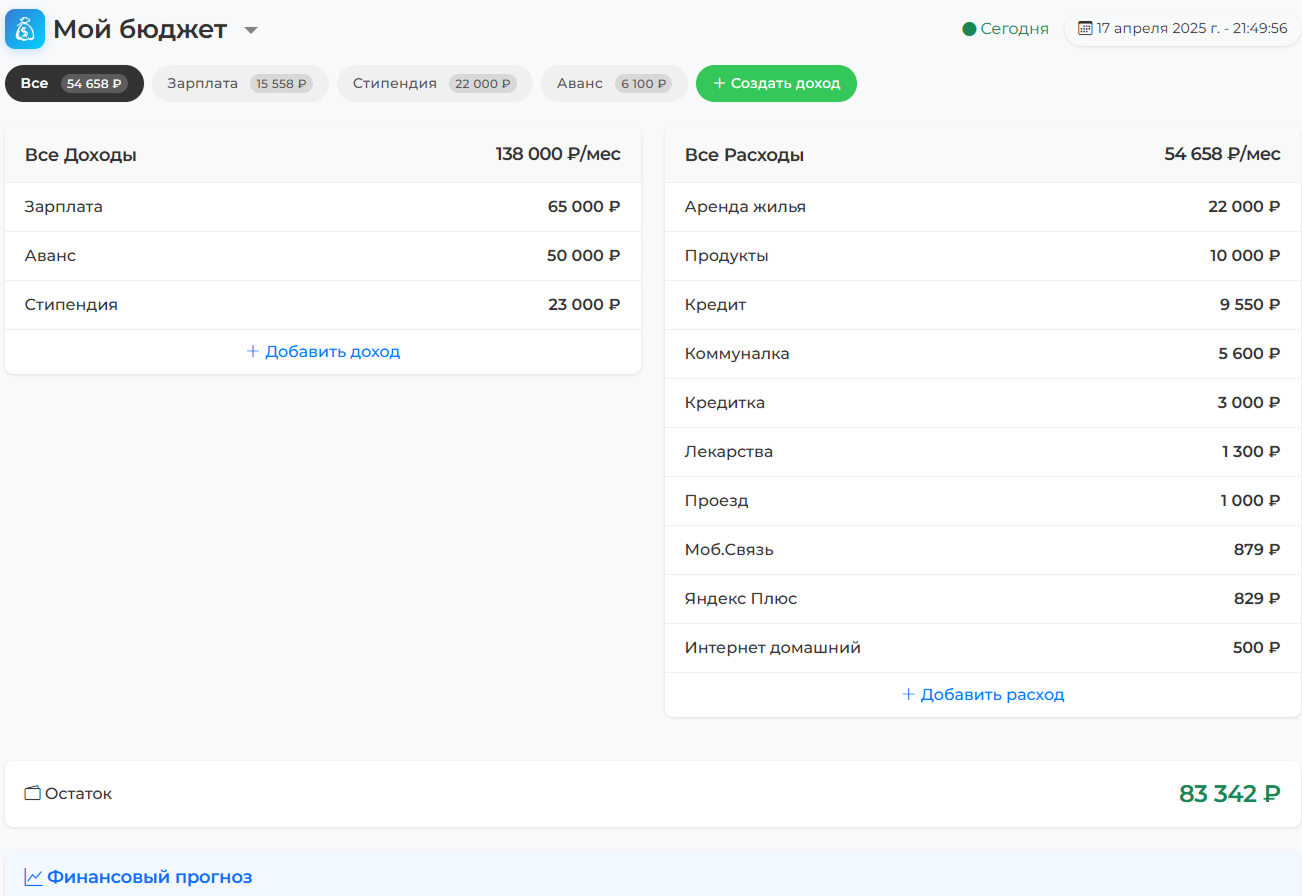 Мой бюджет
Сегодня
17 апреля 2025 г. - 21:49:56
Все 54 658 ₽
Зарплата 15 558 ₽
Стипендия 22 000 ₽
Аванс 6 100 ₽
+ Создать доход
Все Доходы 138 000 ₽/мес
Зарплата 65 000 ₽
Аванс 50 000 ₽
Стипендия 23 000 ₽
+ Добавить доход
Все Расходы 54 658 ₽/мес
Аренда жилья 22 000 ₽
Продукты 10 000 ₽
Кредит 9 550 ₽
Коммуналка 5 600 ₽
Кредитка 3 000 ₽
Лекарства 1 300 ₽
Проезд 1 000 ₽
Моб.Связь 879 ₽
Яндекс Плюс 829 ₽
Интернет домашний 500 ₽
+ Добавить расход
Остаток 83 342 ₽
Финансовый прогноз